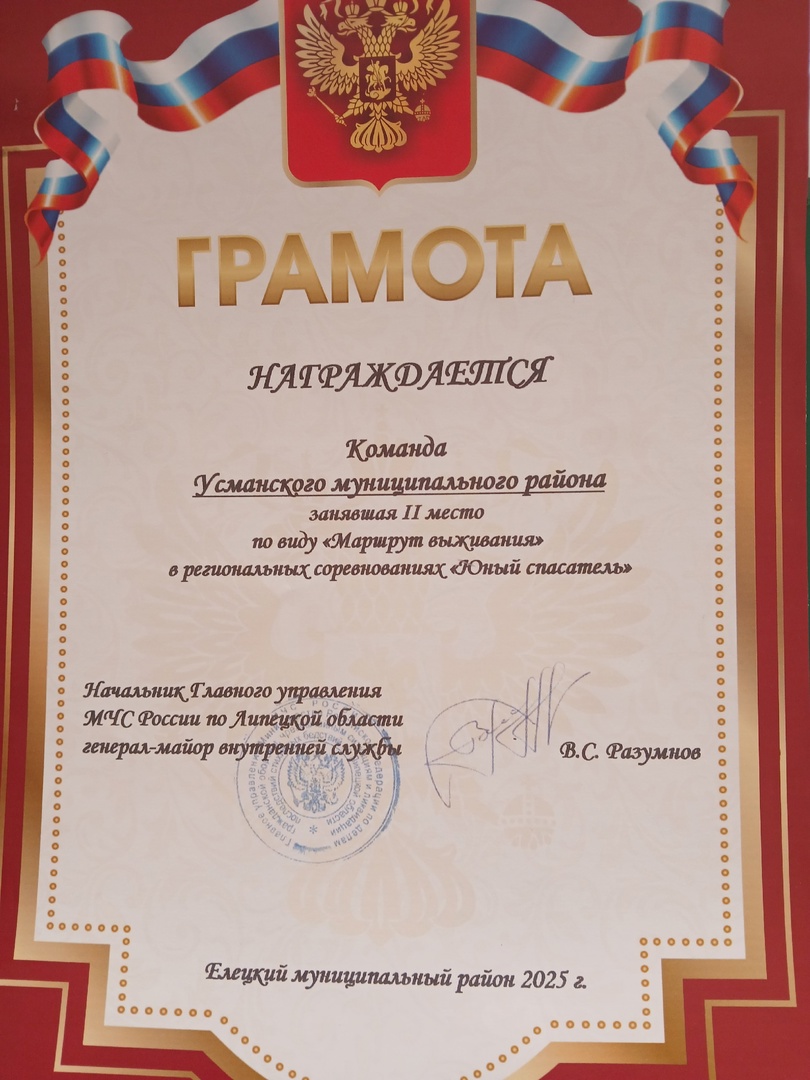 ГРАМОТА
НАГРАЖДАЕТСЯ
Команда
Усманского муниципального района
занявшая II место
по виду «Маршрут выживания»
в региональных соревнованиях «Юный спасатель»
Начальник Главного управления
МЧС России по Липецкой области
генерал-майор внутренней службы
В.С. Разумнов
Елецкий муниципальный район 2025 г.